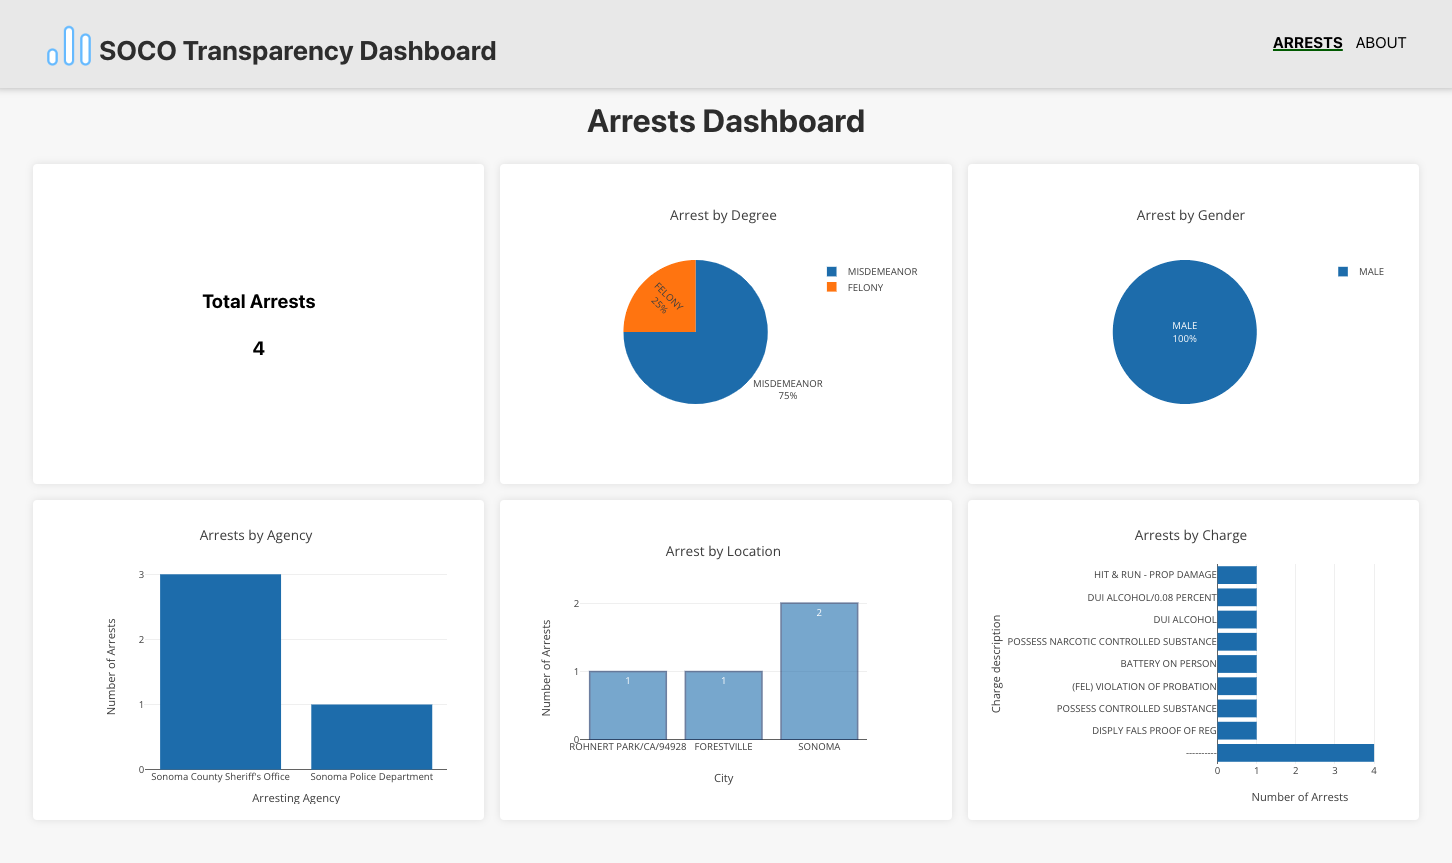 SOCO Transparency Dashboard
ARRESTS ABOUT
Arrests Dashboard
Total Arrests
4
Arrest by Degree
MISDEMEANOR
FELONY
FELONY
25%
MISDEMEANOR
75%
Arrest by Gender
MALE
MALE
100%
Arrests by Agency
Number of Arrests
3
2
1
0
Sonoma County Sheriff's Office
Sonoma Police Department
Arresting Agency
Arrest by Location
Number of Arrests
2
1
0
1
1
2
ROHNERT PARK/CA/94928
FORESTVILLE
SONOMA
City
Arrests by Charge
Charge description
HIT & RUN - PROP DAMAGE
DUI ALCOHOL/0.08 PERCENT
DUI ALCOHOL
POSSESS NARCOTIC CONTROLLED SUBSTANCE
BATTERY ON PERSON
(FEL) VIOLATION OF PROBATION
POSSESS CONTROLLED SUBSTANCE
DISPLY FALS PROOF OF REG
----------
0 1 2 3 4
Number of Arrests